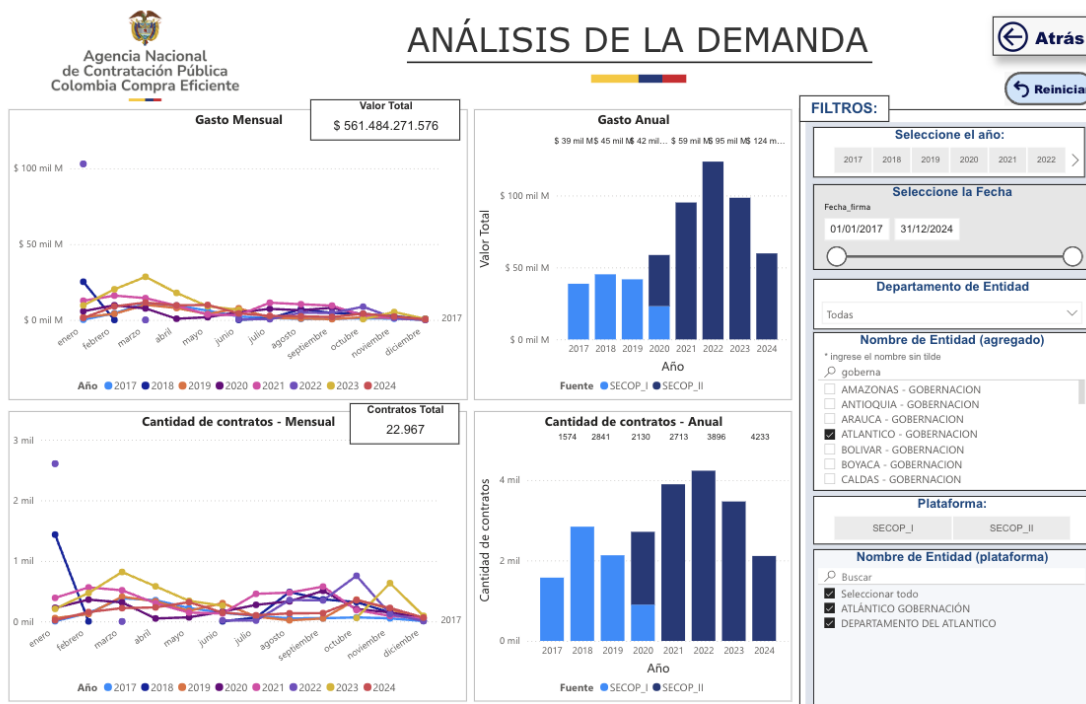 Agencia Nacional
de Contratación Pública
Colombia Compra Eficiente
ANÁLISIS DE LA DEMANDA
Atrás
Reiniciar
Gasto Mensual
Valor Total
$ 561.484.271.576
$ 100 mil M
$ 50 mil M
$ 0 mil M
enero
febrero
marzo
abril
mayo
junio
julio
agosto
septiembre
octubre
noviembre
diciembre
2017
Año 2017 2018 2019 2020 2021 2022 2023 2024
Gasto Anual
$ 39 mil M $ 45 mil M $ 42 mil... $ 59 mil M $ 95 mil M $ 124 m...
Valor Total
$ 100 mil M
$ 50 mil M
$ 0 mil M
2017 2018 2019 2020 2021 2022 2023 2024
Año
Fuente SECOP_I SECOP_II
Cantidad de contratos - Mensual
Contratos Total
22.967
3 mil
2 mil
1 mil
0 mil
enero
febrero
marzo
abril
mayo
junio
julio
agosto
septiembre
octubre
noviembre
diciembre
2017
Año 2017 2018 2019 2020 2021 2022 2023 2024
Cantidad de contratos - Anual
1574 2841 2130 2713 3896 4233
Cantidad de contratos
4 mil
2 mil
0 mil
2017 2018 2019 2020 2021 2022 2023 2024
Año
Fuente SECOP_I SECOP_II
FILTROS:
Seleccione el año:
2017 2018 2019 2020 2021 2022
Seleccione la Fecha
Fecha_firma
01/01/2017 31/12/2024
Departamento de Entidad
Todas
Nombre de Entidad (agregado)
* ingrese el nombre sin tilde
goberna
AMAZONAS - GOBERNACION
ANTIOQUIA - GOBERNACION
ARAUCA - GOBERNACION
ATLANTICO - GOBERNACION
BOLIVAR - GOBERNACION
BOYACA - GOBERNACION
CALDAS - GOBERNACION
Plataforma:
SECOP_I SECOP_II
Nombre de Entidad (plataforma)
Buscar
Seleccionar todo
ATLÁNTICO GOBERNACIÓN
DEPARTAMENTO DEL ATLANTICO